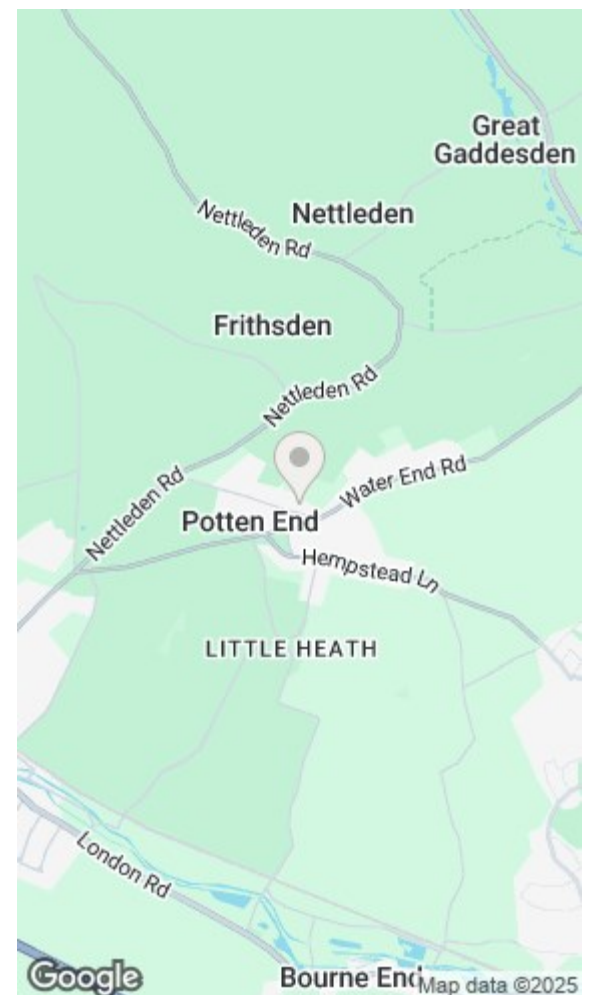 Great
Gaddesden
Nettleden
Nettleden Rd
Frithsden
Nettleden Rd
Nettleden Rd
Water End Rd
Potten End
Hempstead Ln
LITTLE HEATH
London Rd
Bourne End
Google
Map data ©2025